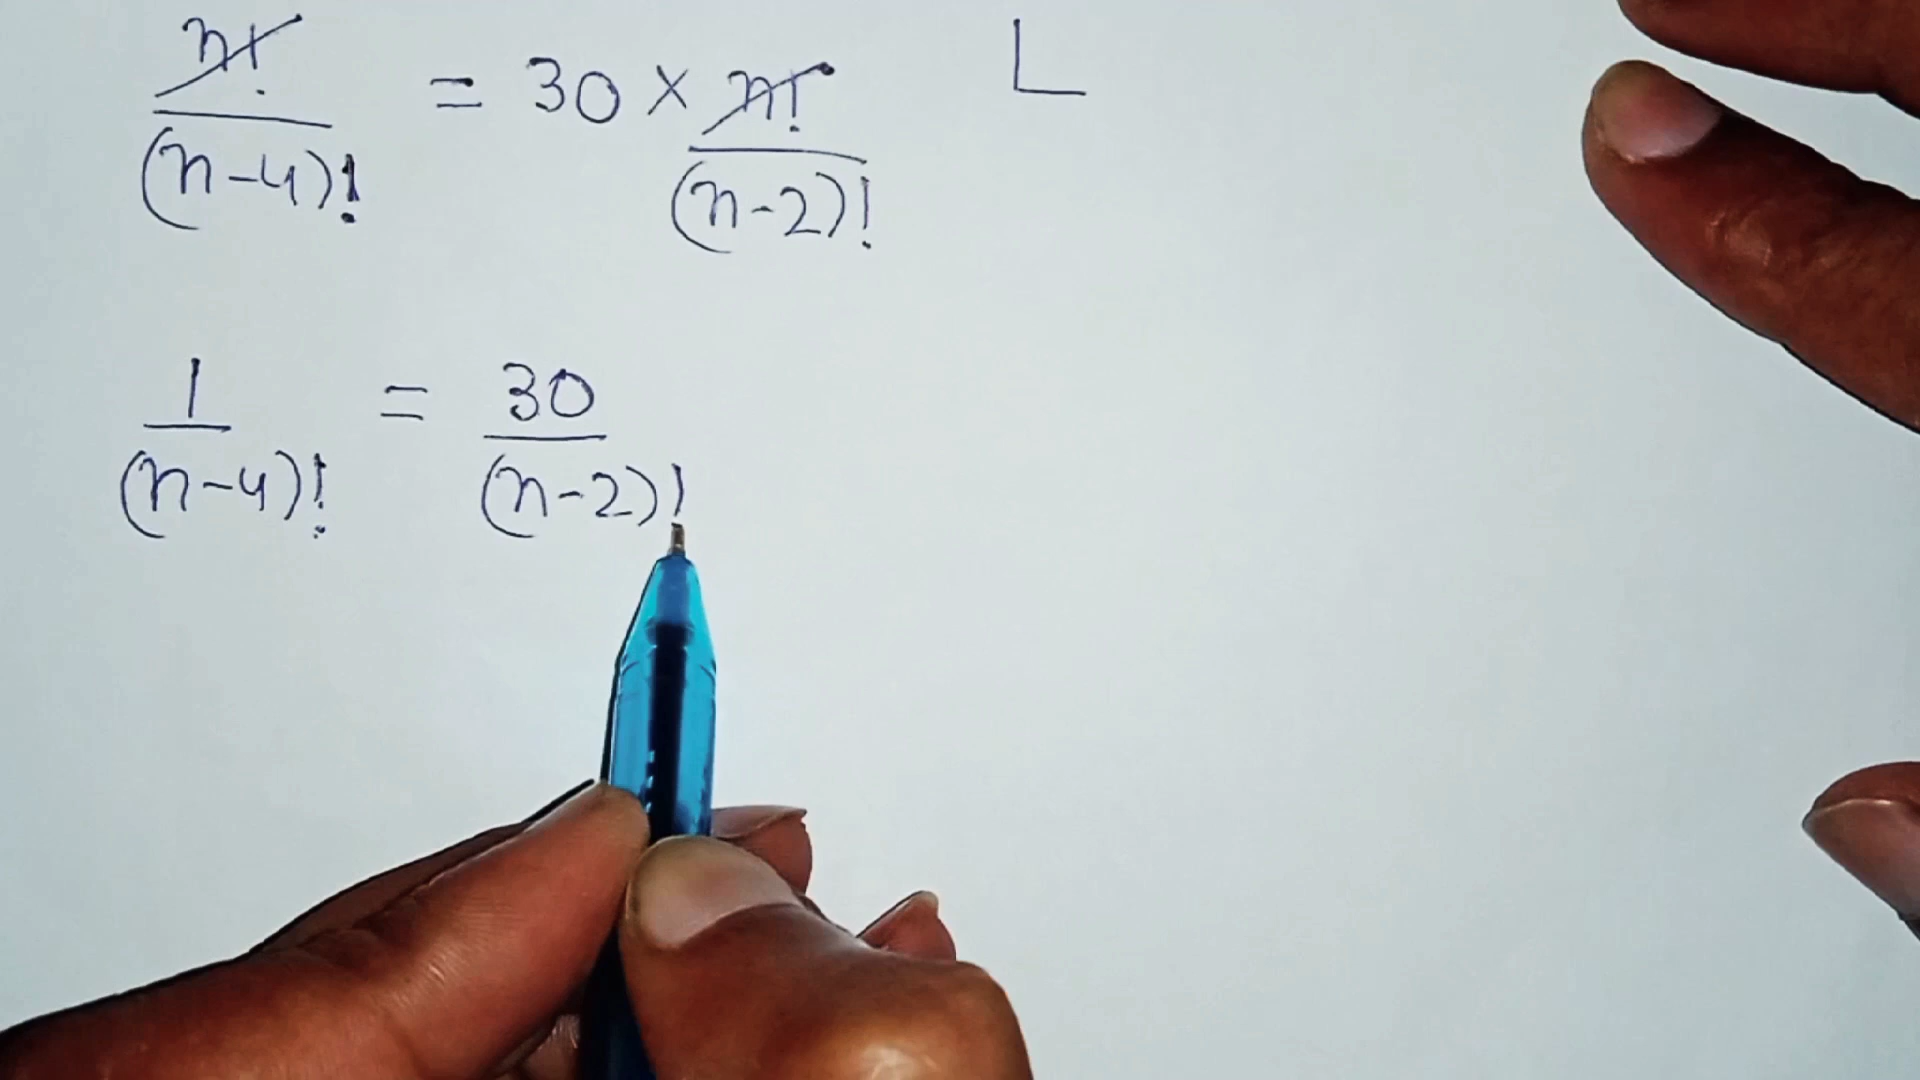 n!/(n-4)! = 30 × n!/(n-2)! L
1/(n-4)! = 30/(n-2)!